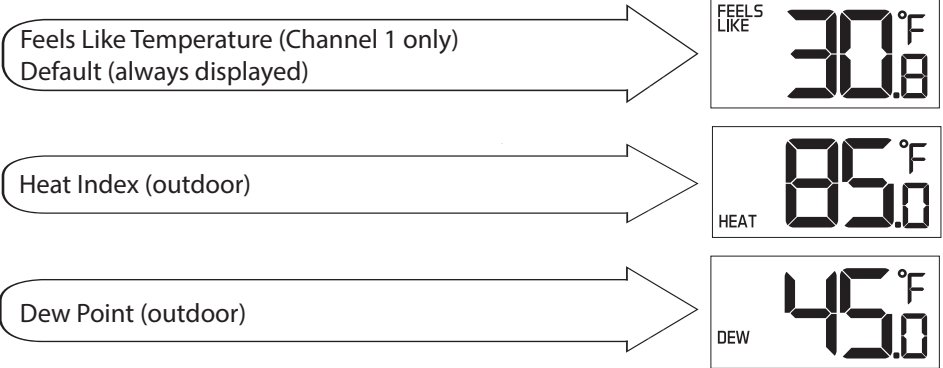 Feels Like Temperature (Channel 1 only)
Default (always displayed)
FEELS
LIKE
30.8 °F
Heat Index (outdoor)
HEAT
85.0 °F
Dew Point (outdoor)
DEW
45.0 °F